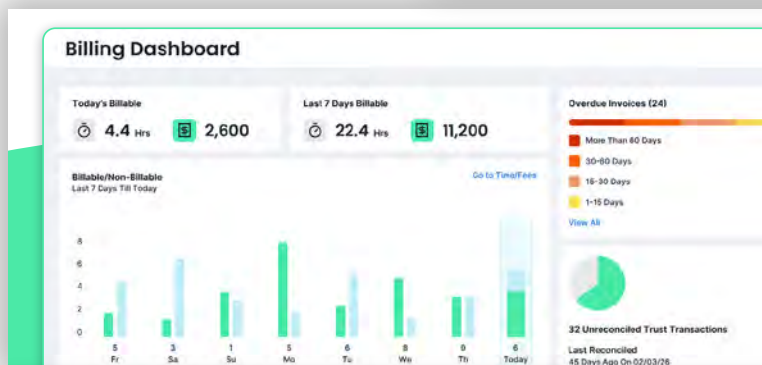 Billing Dashboard
Today's Billable
4.4 Hrs
$ 2,600
Last 7 Days Billable
22.4 Hrs
$ 11,200
Billable/Non-Billable
Go to Time/Fees
Last 7 Days Till Today
8
6
4
2
0
5 3 1 5 6 8 9 6
Fr Sa Su Mo Tu We Th Today
Overdue Invoices (24)
More Than 60 Days
30-60 Days
16-30 Days
1-15 Days
View All
32 Unreconciled Trust Transactions
Last Reconciled
45 Days Ago On 02/03/26